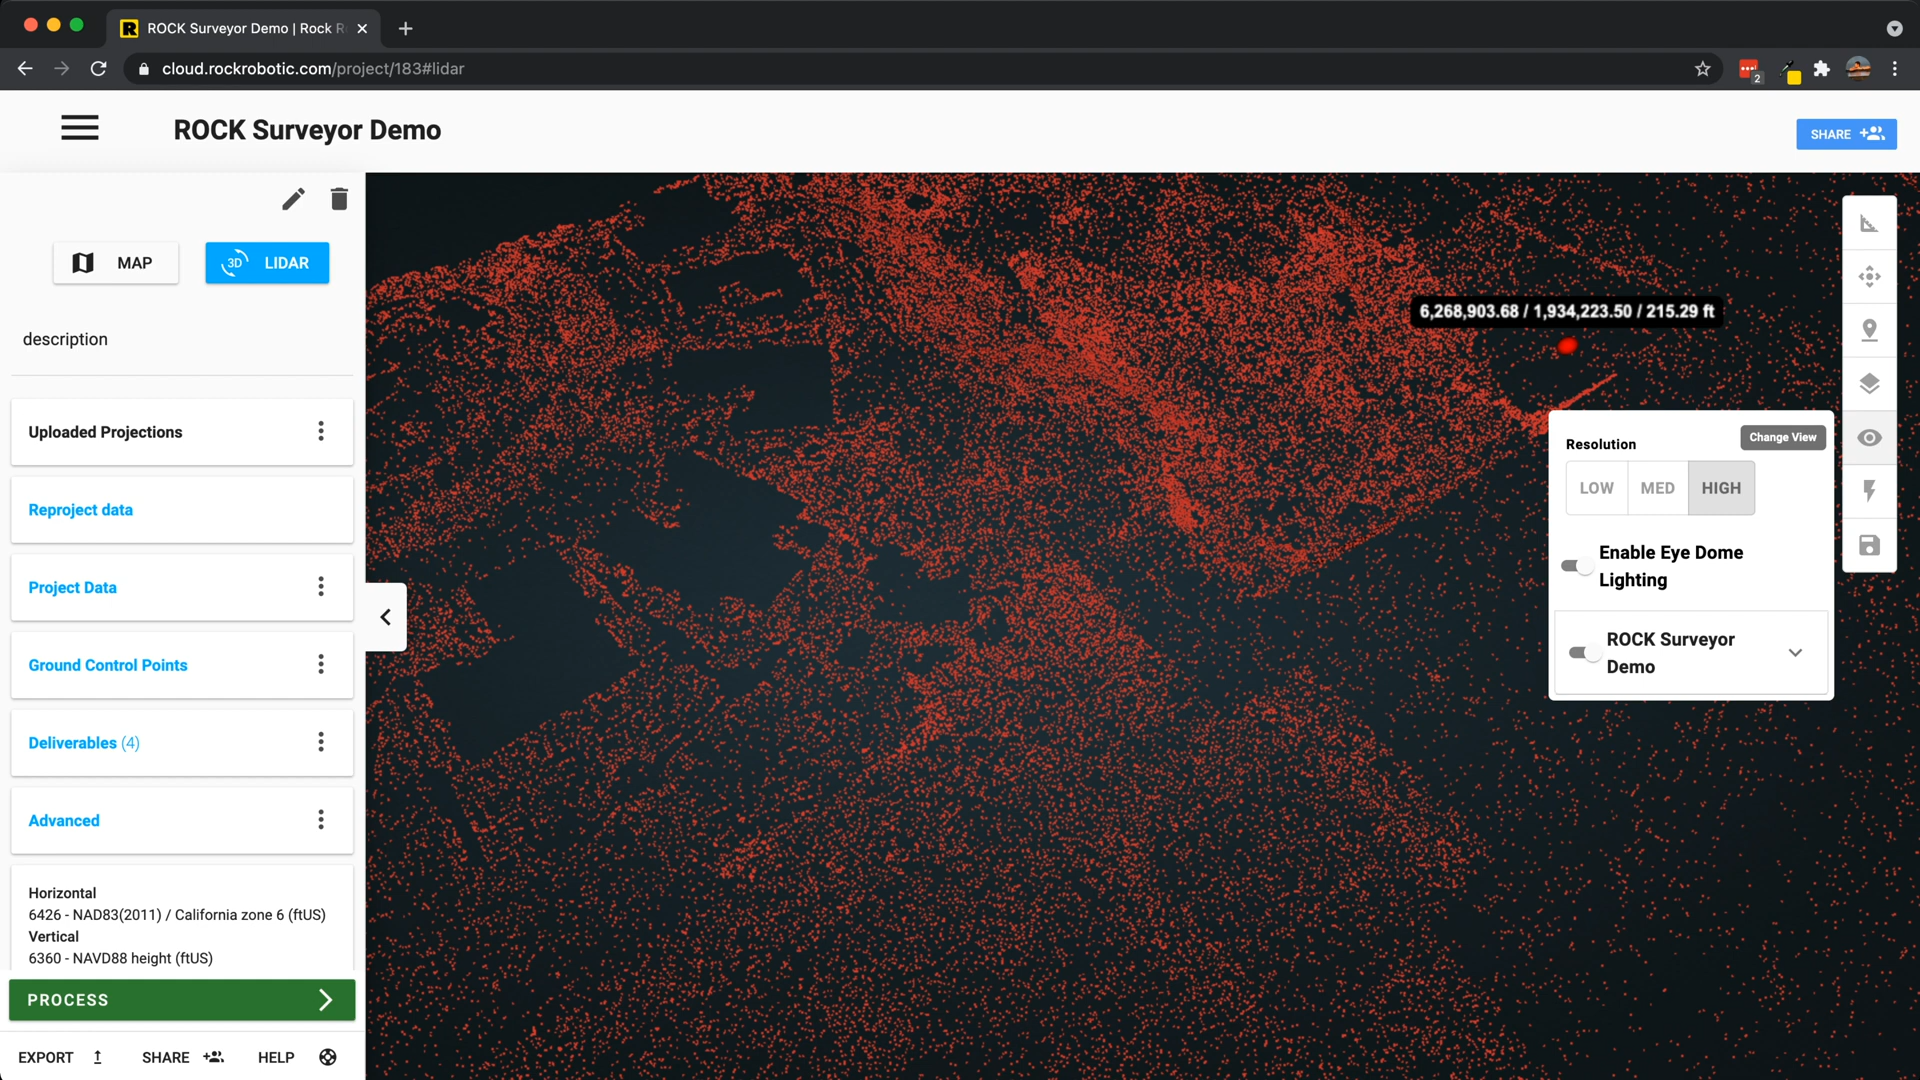 ROCK Surveyor Demo | Rock R
cloud.rockrobotic.com/project/183#lidar
2
ROCK Surveyor Demo
SHARE
MAP
3D
LIDAR
description
Uploaded Projections
Reproject data
Project Data
Ground Control Points
Deliverables (4)
Advanced
Horizontal
6426 - NAD83(2011) / California zone 6 (ftUS)
Vertical
6360 - NAVD88 height (ftUS)
PROCESS
EXPORT
SHARE
HELP
6,268,903.68 / 1,934,223.50 / 215.29 ft
Resolution
Change View
LOW
MED
HIGH
Enable Eye Dome
Lighting
ROCK Surveyor
Demo